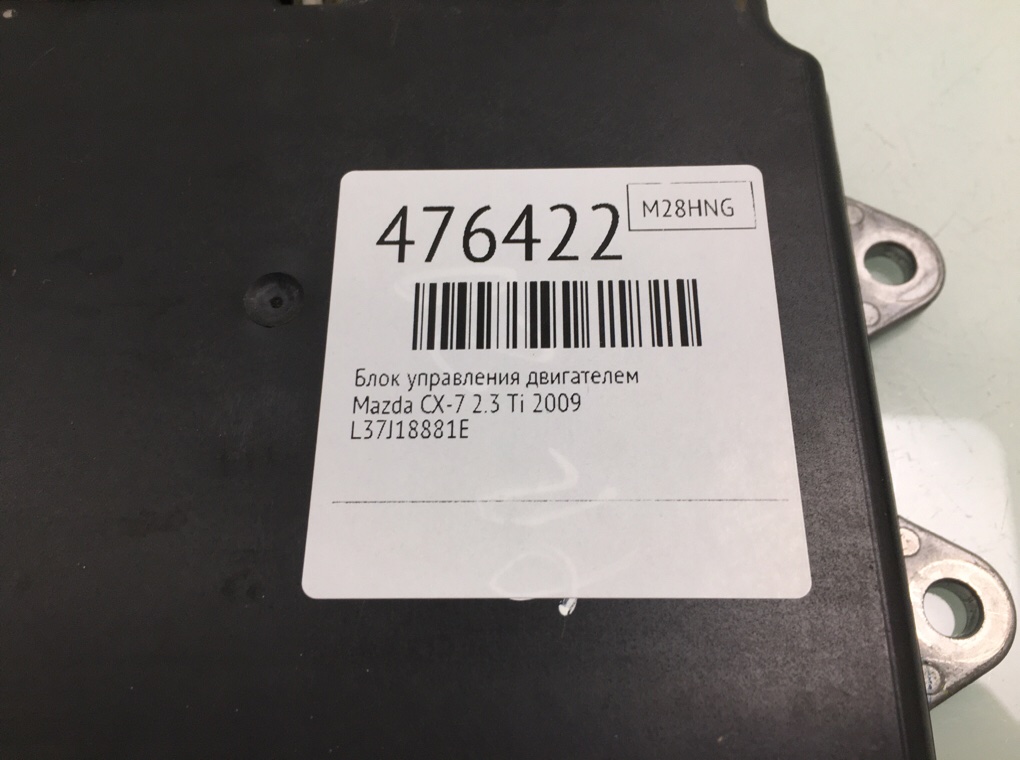 476422
M28HNG
Блок управления двигателем
Mazda CX-7 2.3 Ti 2009
L37J18881E